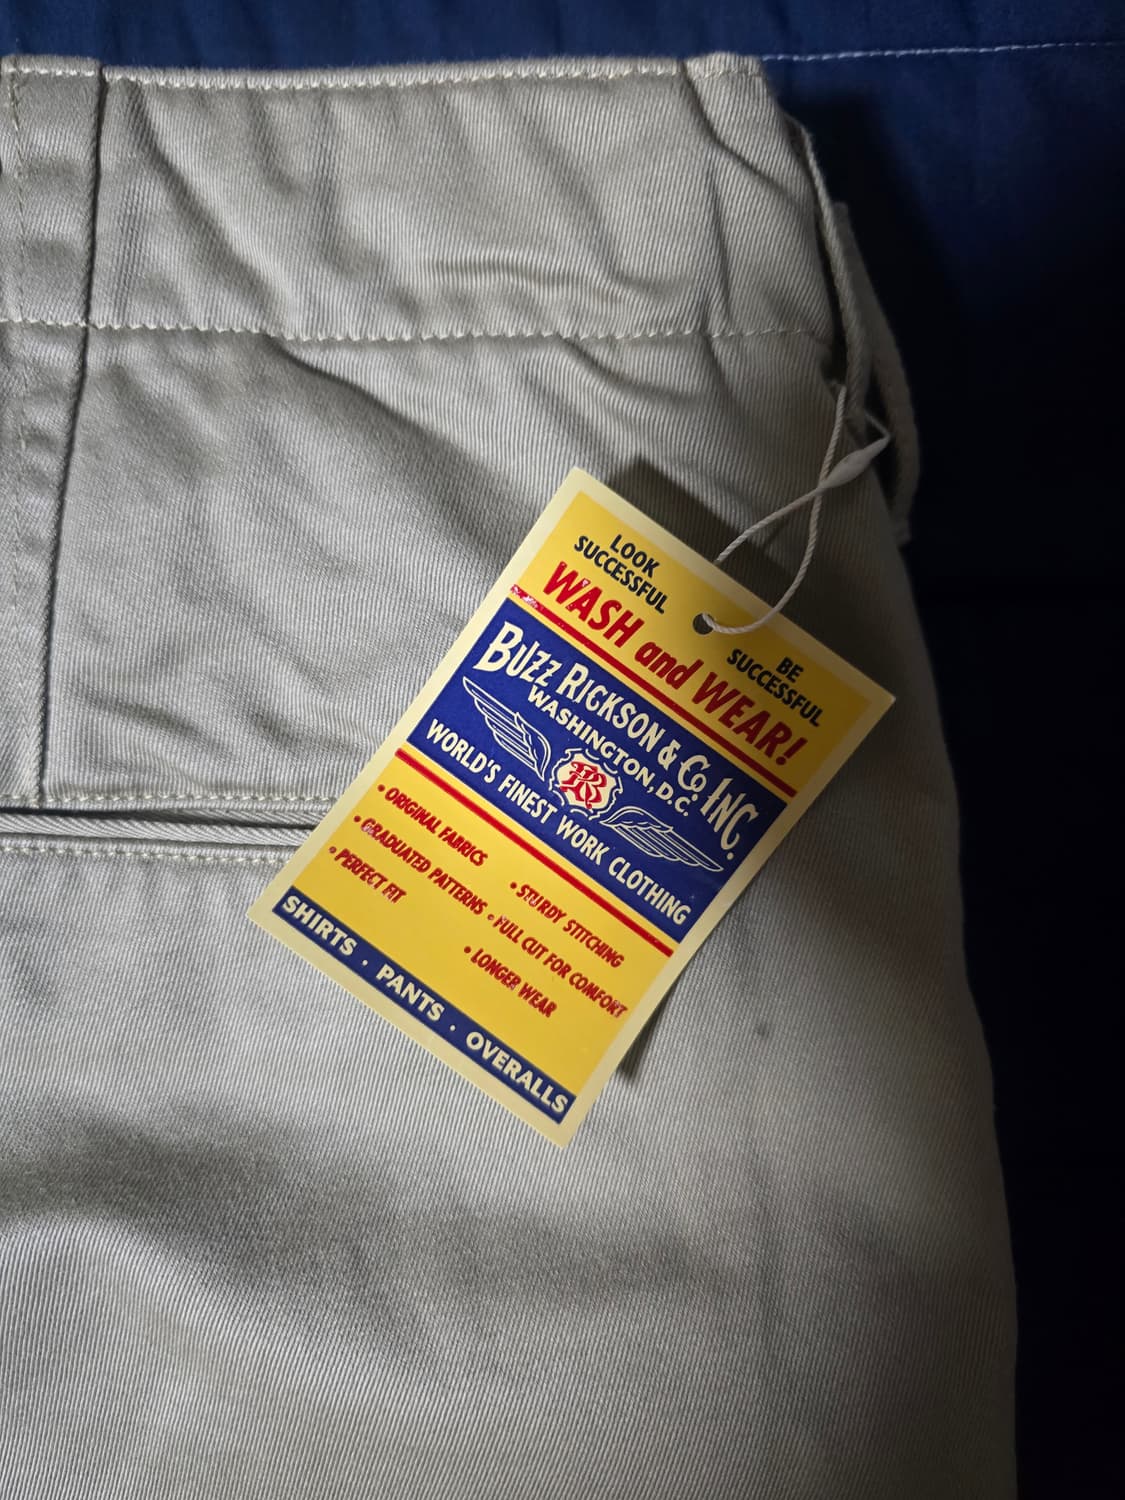 LOOK
SUCCESSFUL
BE
SUCCESSFUL
WASH and WEAR!
BUZZ RICKSON & Co. INC.
WASHINGTON, D.C.
BR
WORLD'S FINEST WORK CLOTHING
• ORIGINAL FABRICS
• STURDY STITCHING
• GRADUATED PATTERNS
• FULL CUT FOR COMFORT
• PERFECT FIT
• LONGER WEAR
SHIRTS · PANTS · OVERALLS